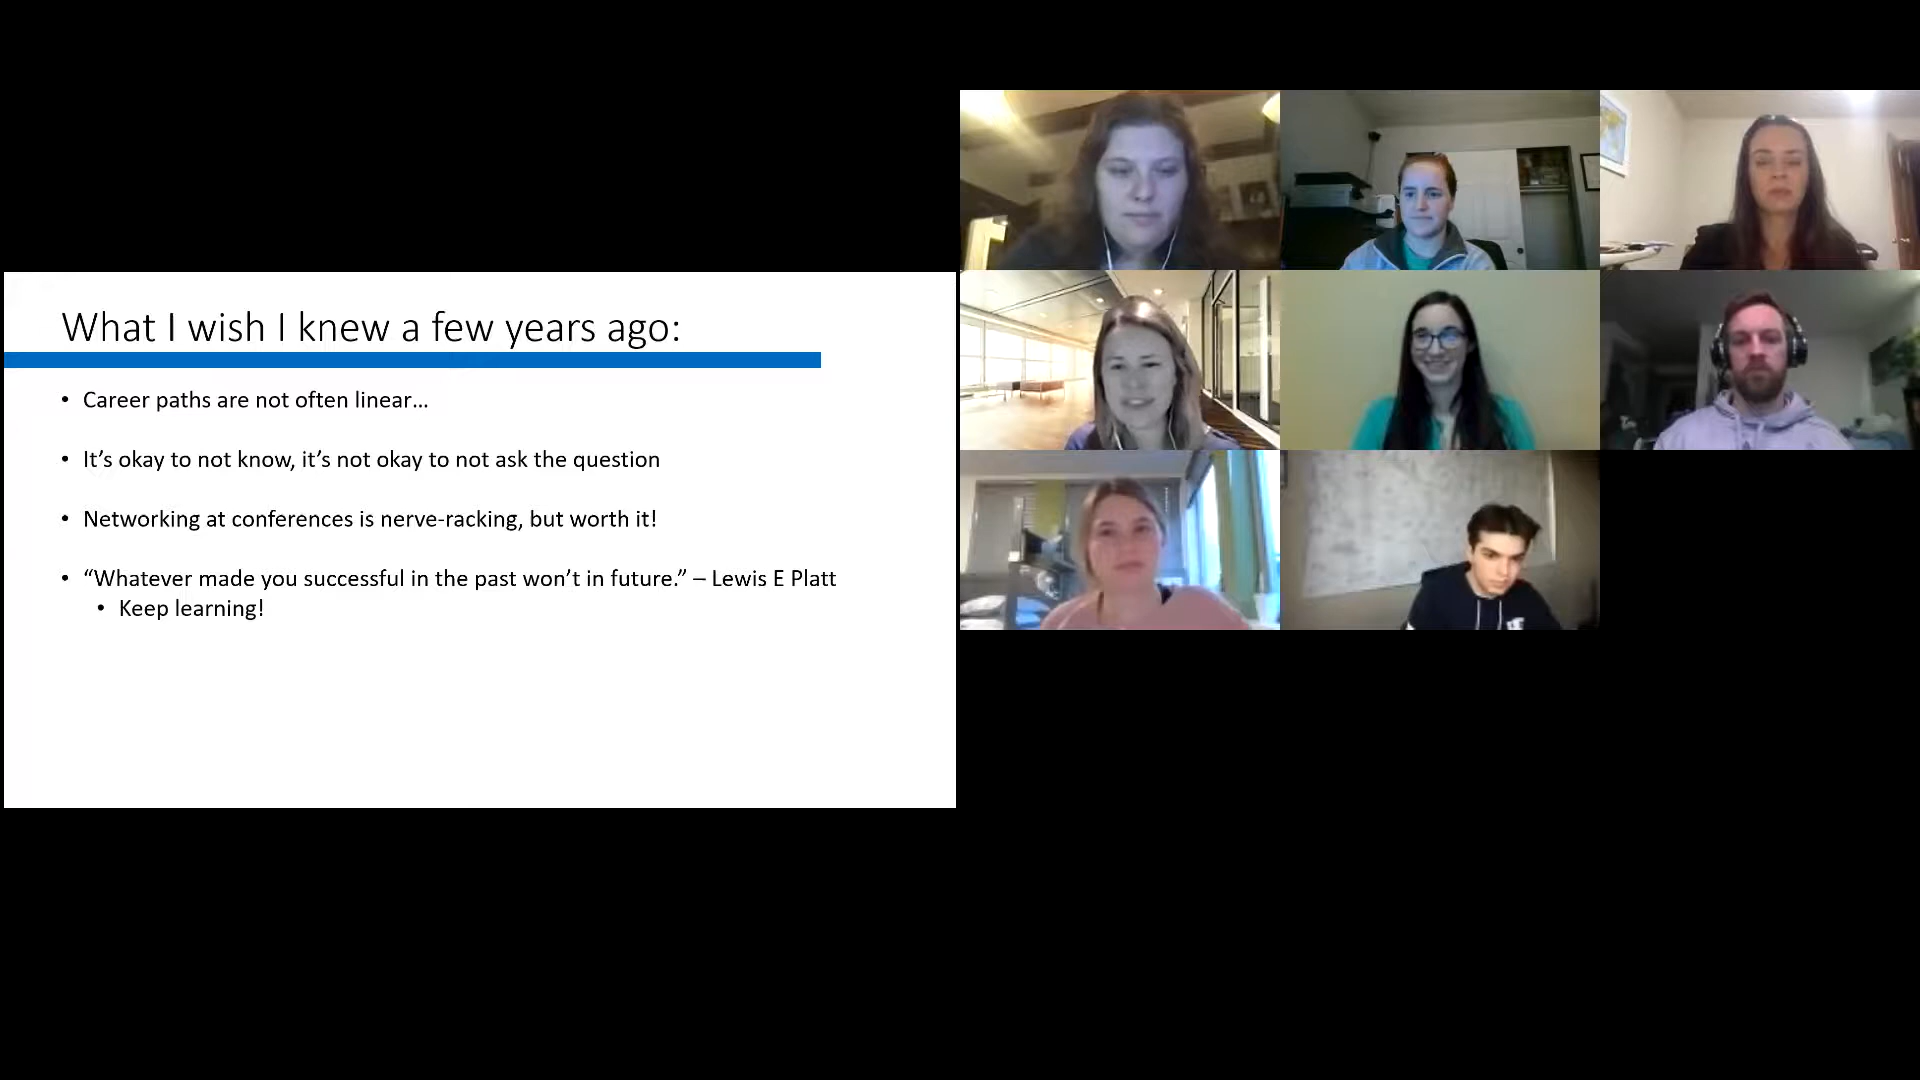 What I wish I knew a few years ago:
• Career paths are not often linear…
• It’s okay to not know, it’s not okay to not ask the question
• Networking at conferences is nerve-racking, but worth it!
• “Whatever made you successful in the past won’t in future.” – Lewis E Platt
• Keep learning!